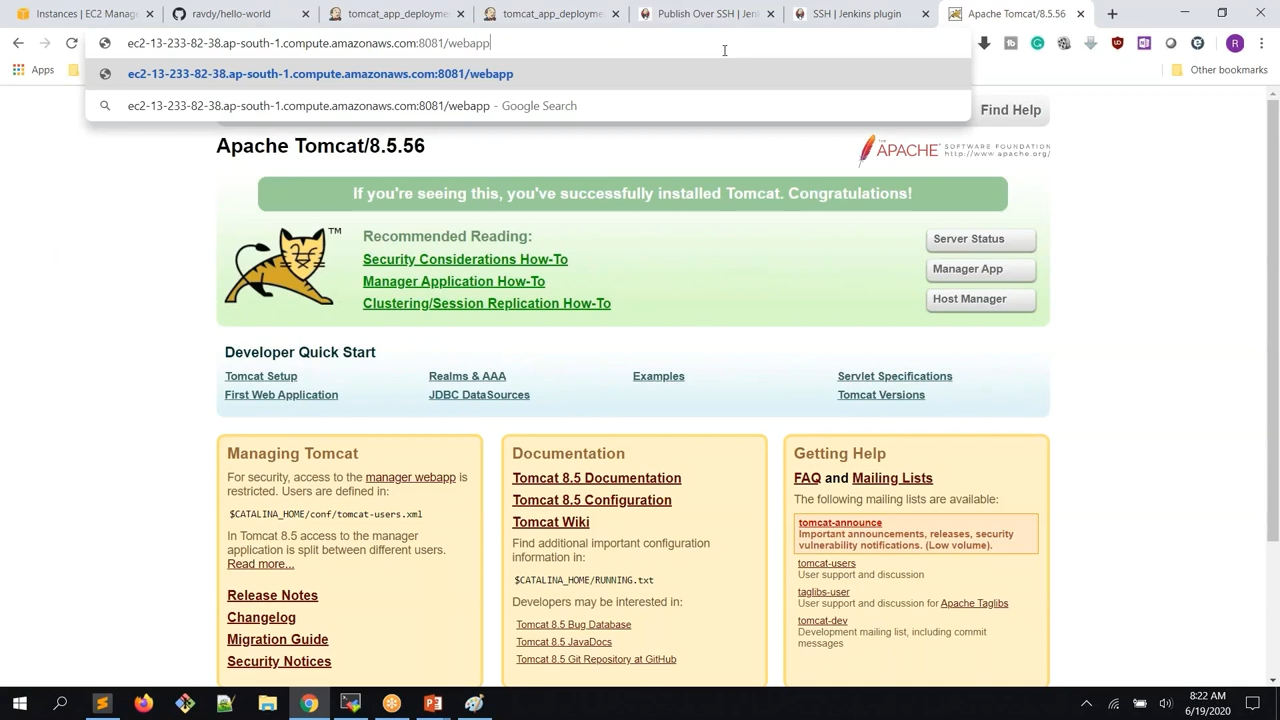 Instances | EC2 Manag
ravdy/hello-world
tomcat_app_deployme
tomcat_app_deployme
Publish Over SSH | Jenk
SSH | Jenkins plugin
Apache Tomcat/8.5.56
ec2-13-233-82-38.ap-south-1.compute.amazonaws.com:8081/webapp
R
ec2-13-233-82-38.ap-south-1.compute.amazonaws.com:8081/webapp
Apps
Other bookmarks
ec2-13-233-82-38.ap-south-1.compute.amazonaws.com:8081/webapp - Google Search
Find Help
Apache Tomcat/8.5.56
THE
APACHE® SOFTWARE FOUNDATION
http://www.apache.org/
If you're seeing this, you've successfully installed Tomcat. Congratulations!
TM
Recommended Reading:
Security Considerations How-To
Manager Application How-To
Clustering/Session Replication How-To
Server Status
Manager App
Host Manager
Developer Quick Start
Tomcat Setup
First Web Application
Realms & AAA
JDBC DataSources
Examples
Servlet Specifications
Tomcat Versions
Managing Tomcat
For security, access to the manager webapp is
restricted. Users are defined in:
$CATALINA_HOME/conf/tomcat-users.xml
In Tomcat 8.5 access to the manager
application is split between different users.
Read more...
Release Notes
Changelog
Migration Guide
Security Notices
Documentation
Tomcat 8.5 Documentation
Tomcat 8.5 Configuration
Tomcat Wiki
Find additional important configuration
information in:
$CATALINA_HOME/RUNNING.txt
Developers may be interested in:
Tomcat 8.5 Bug Database
Tomcat 8.5 JavaDocs
Tomcat 8.5 Git Repository at GitHub
Getting Help
FAQ and Mailing Lists
The following mailing lists are available:
tomcat-announce
Important announcements, releases, security
vulnerability notifications. (Low volume).
tomcat-users
User support and discussion
taglibs-user
User support and discussion for Apache Taglibs
tomcat-dev
Development mailing list, including commit
messages
8:22 AM
6/19/2020